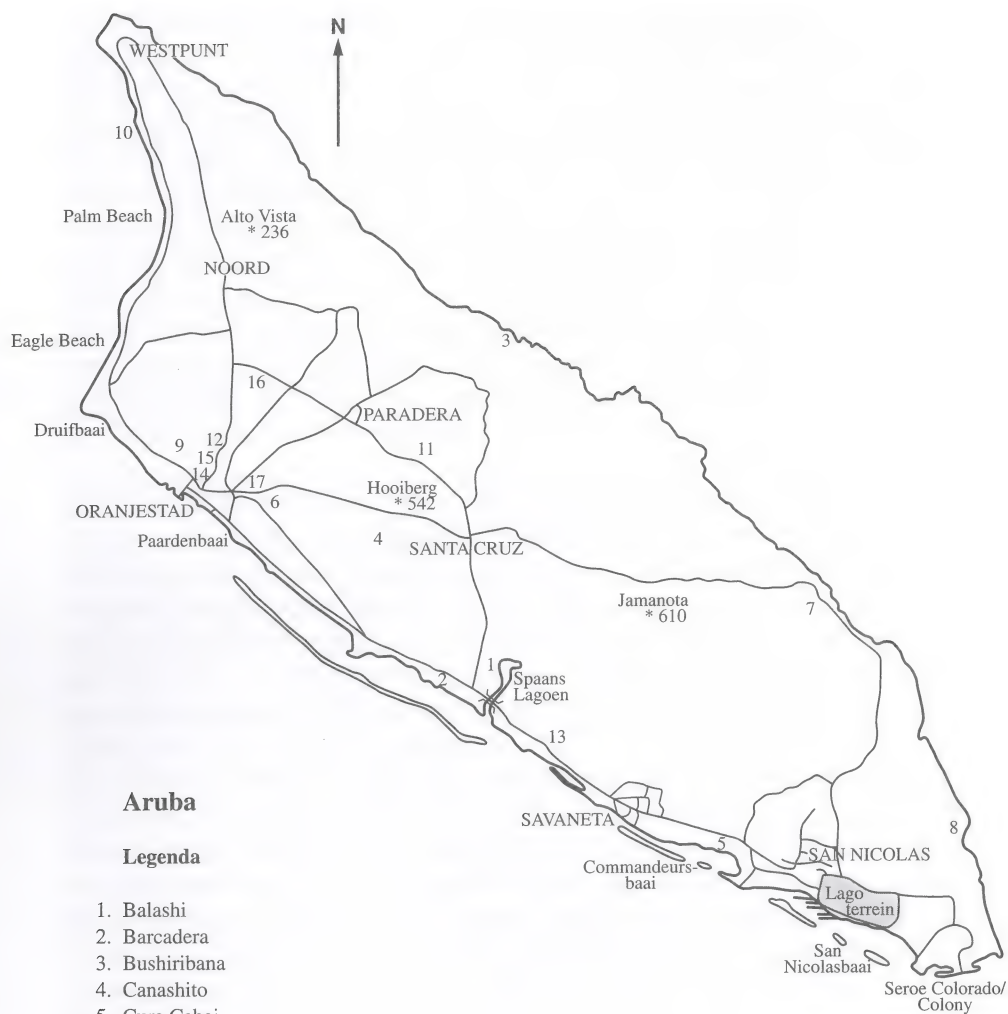 N
WESTPUNT
10
Palm Beach
Alto Vista
* 236
NOORD
Eagle Beach
3
16
PARADERA
Druifbaai
9
12
11
15
14
17
Hooiberg
* 542
6
ORANJESTAD
Paardenbaai
4
SANTA CRUZ
Jamanota
* 610
7
1
Spaans
Lagoen
2
13
Aruba
SAVANETA
5
8
SAN NICOLAS
Commandeurs-
baai
Lago
terrein
San
Nicolasbaai
Seroe Colorado/
Colony
Legenda
1. Balashi
2. Barcadera
3. Bushiribana
4. Canashito